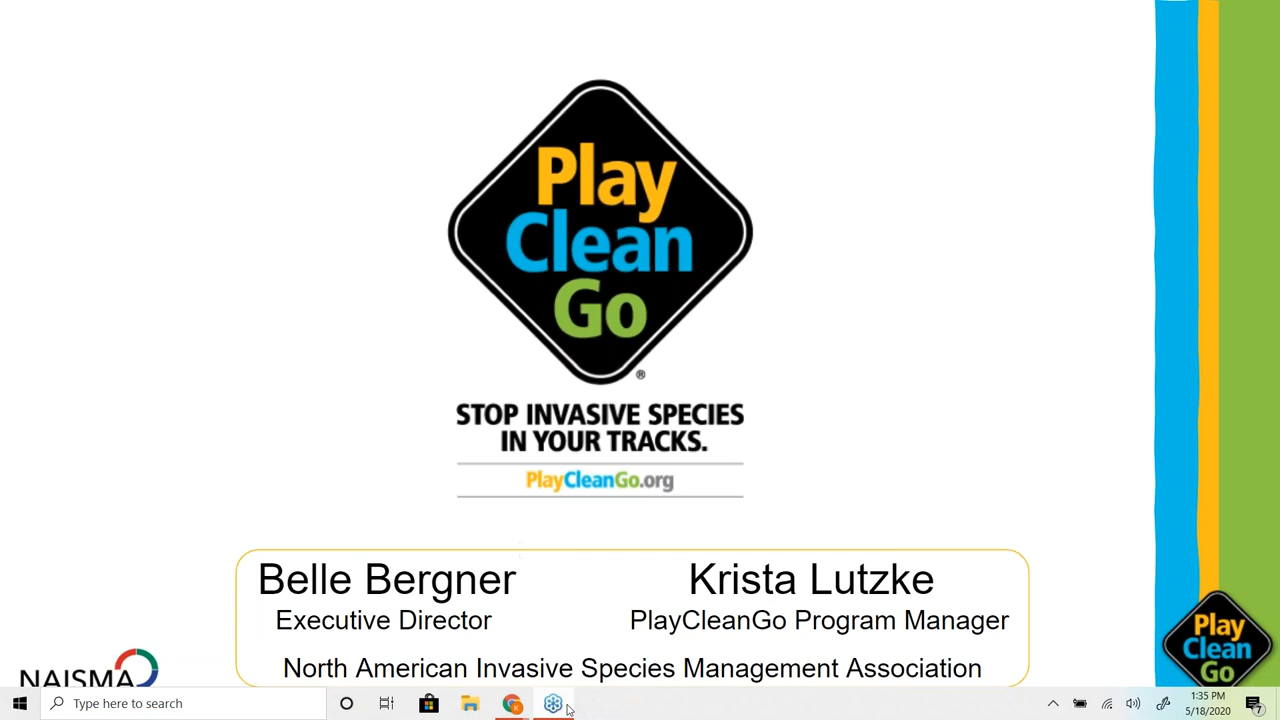 Play
Clean
Go
®
STOP INVASIVE SPECIES
IN YOUR TRACKS.
PlayCleanGo.org
Belle Bergner
Executive Director
Krista Lutzke
PlayCleanGo Program Manager
North American Invasive Species Management Association
NAISMA
Play
Clean
Go
Type here to search
1:35 PM
5/18/2020
7